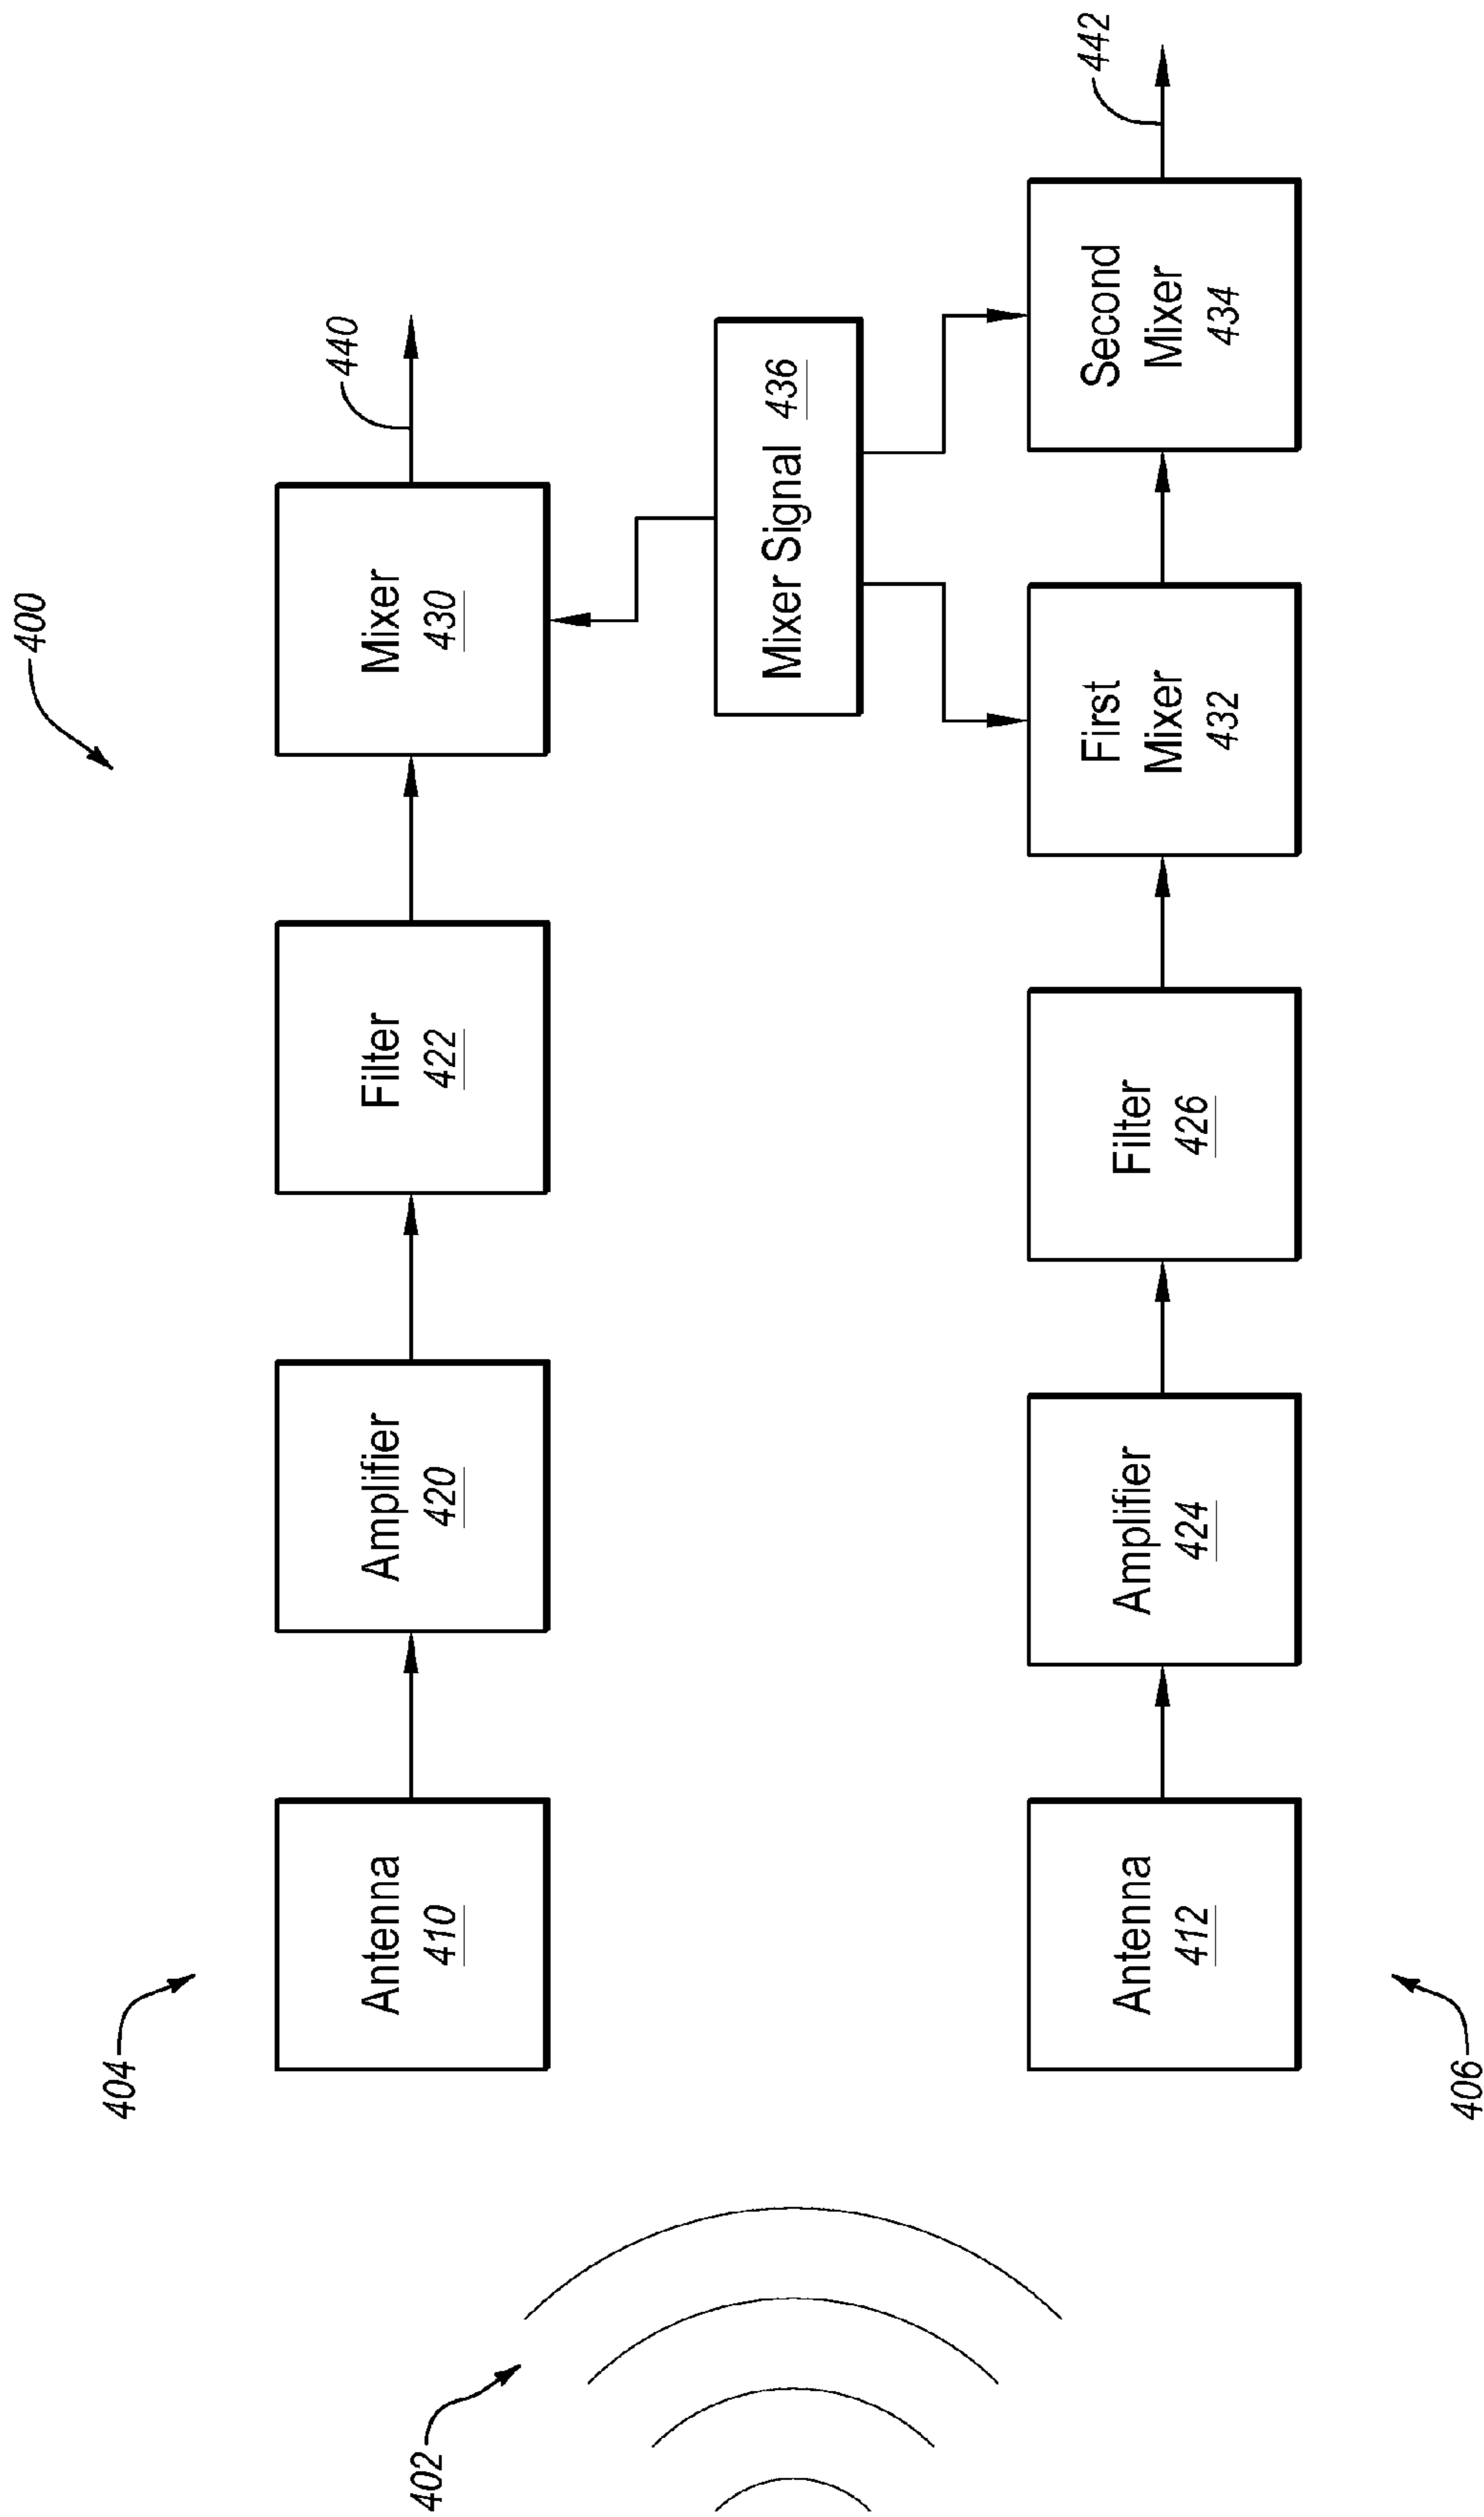 400
404
Antenna
410
Amplifier
420
Filter
422
Mixer
430
440
402
Mixer Signal 436
Antenna
412
Amplifier
424
Filter
426
First
Mixer
432
Second
Mixer
434
442
406